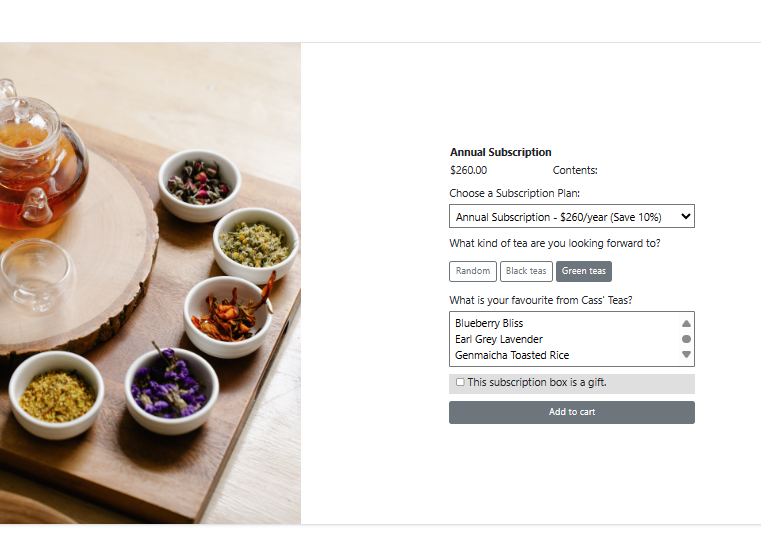 Annual Subscription
$260.00 Contents:
Choose a Subscription Plan:
Annual Subscription - $260/year (Save 10%)
What kind of tea are you looking forward to?
Random Black teas Green teas
What is your favourite from Cass' Teas?
Blueberry Bliss
Earl Grey Lavender
Genmaicha Toasted Rice
This subscription box is a gift.
Add to cart